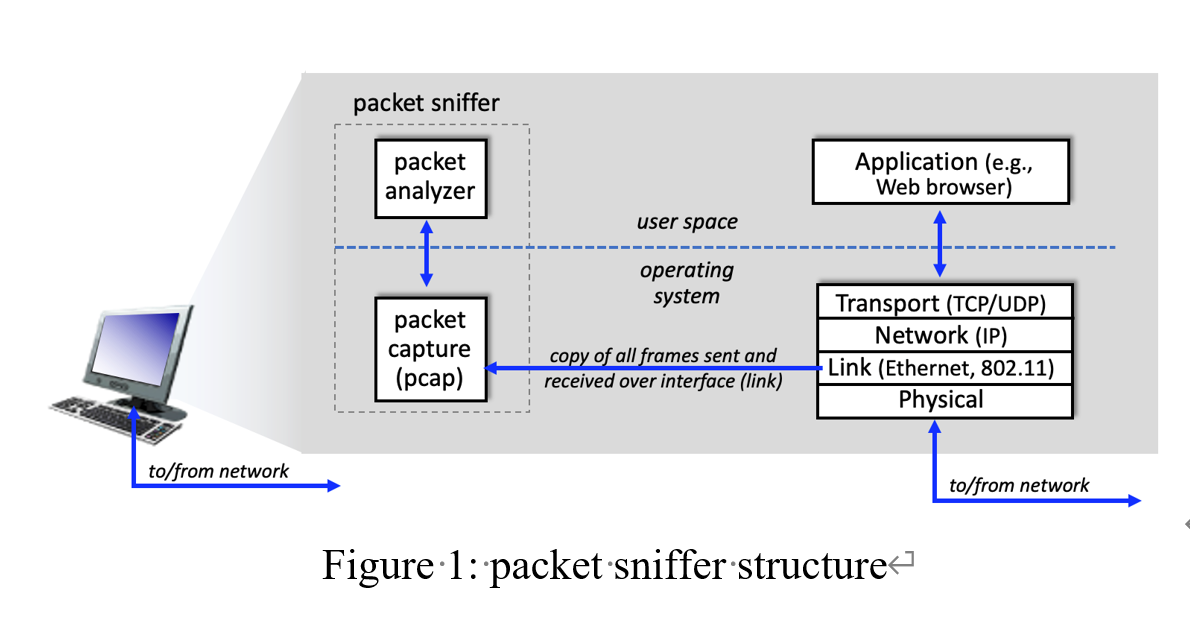 packet sniffer
packet
analyzer
Application (e.g.,
Web browser)
user space
operating
system
packet
capture
(pcap)
copy of all frames sent and
received over interface (link)
Transport (TCP/UDP)
Network (IP)
Link (Ethernet, 802.11)
Physical
to/from network
to/from network
Figure 1: packet sniffer structure